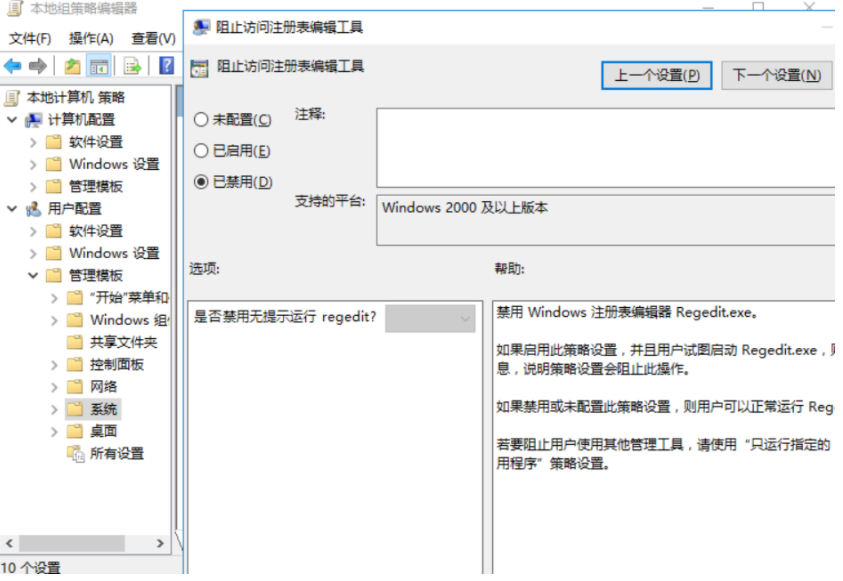 本地组策略编辑器
文件(F) 操作(A) 查看(V)
本地计算机 策略
计算机配置
软件设置
Windows 设置
管理模板
用户配置
软件设置
Windows 设置
管理模板
"开始"菜单和
Windows 组
共享文件夹
控制面板
网络
系统
桌面
所有设置
10 个设置
阻止访问注册表编辑工具
阻止访问注册表编辑工具
上一个设置(P) 下一个设置(N)
未配置(C)
已启用(E)
已禁用(D)
注释:
支持的平台:
Windows 2000 及以上版本
选项:
是否禁用无提示运行 regedit?
帮助:
禁用 Windows 注册表编辑器 Regedit.exe。
如果启用此策略设置，并且用户试图启动 Regedit.exe，
息，说明策略设置会阻止此操作。
如果禁用或未配置此策略设置，则用户可以正常运行 Reg
若要阻止用户使用其他管理工具，请使用“只运行指定的
用程序”策略设置。